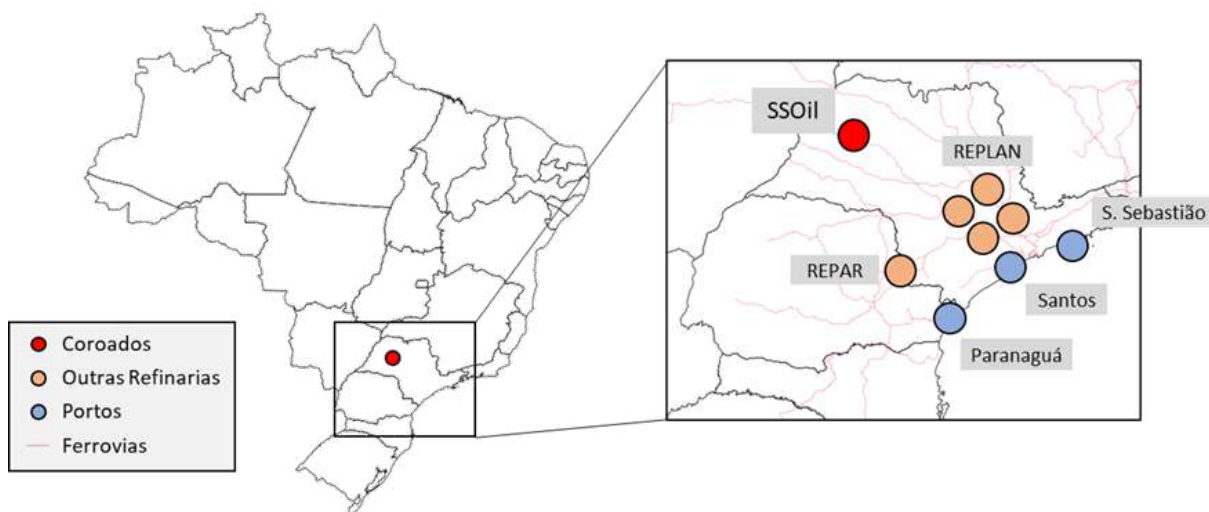 Coroados
Outras Refinarias
Portos
Ferrovias
SSOil
REPLAN
S. Sebastião
REPAR
Santos
Paranaguá